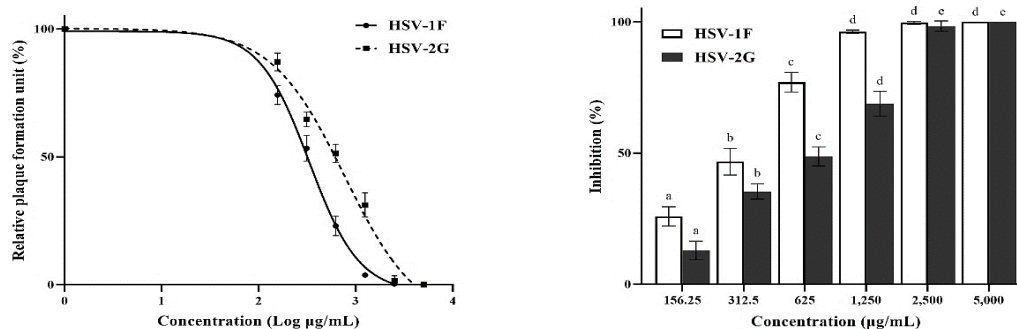 HSV-1F
HSV-2G
100
50
0
Relative plaque formation unit (%)
0 1 2 3 4
Concentration (Log µg/mL)
HSV-1F
HSV-2G
100
50
0
Inhibition (%)
a a b b c c d d d e e e
156.25 312.5 625 1,250 2,500 5,000
Concentration (µg/mL)